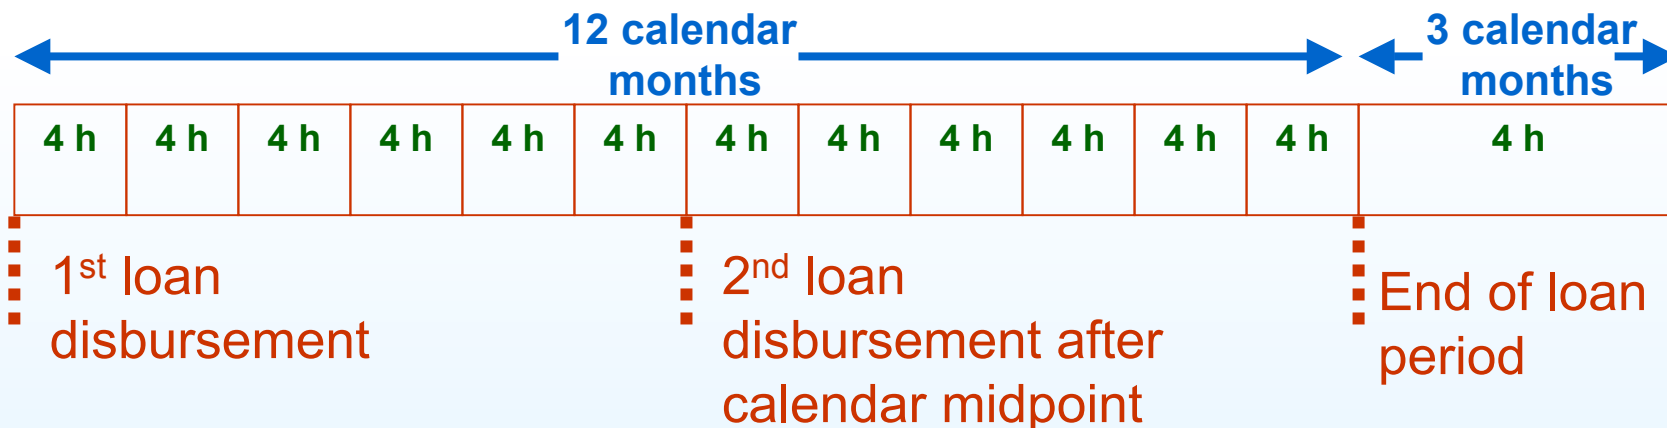 12 calendar
months
3 calendar
months
4 h 4 h 4 h 4 h 4 h 4 h 4 h 4 h 4 h 4 h 4 h 4 h 4 h
1st loan
disbursement
2nd loan
disbursement after
calendar midpoint
End of loan
period